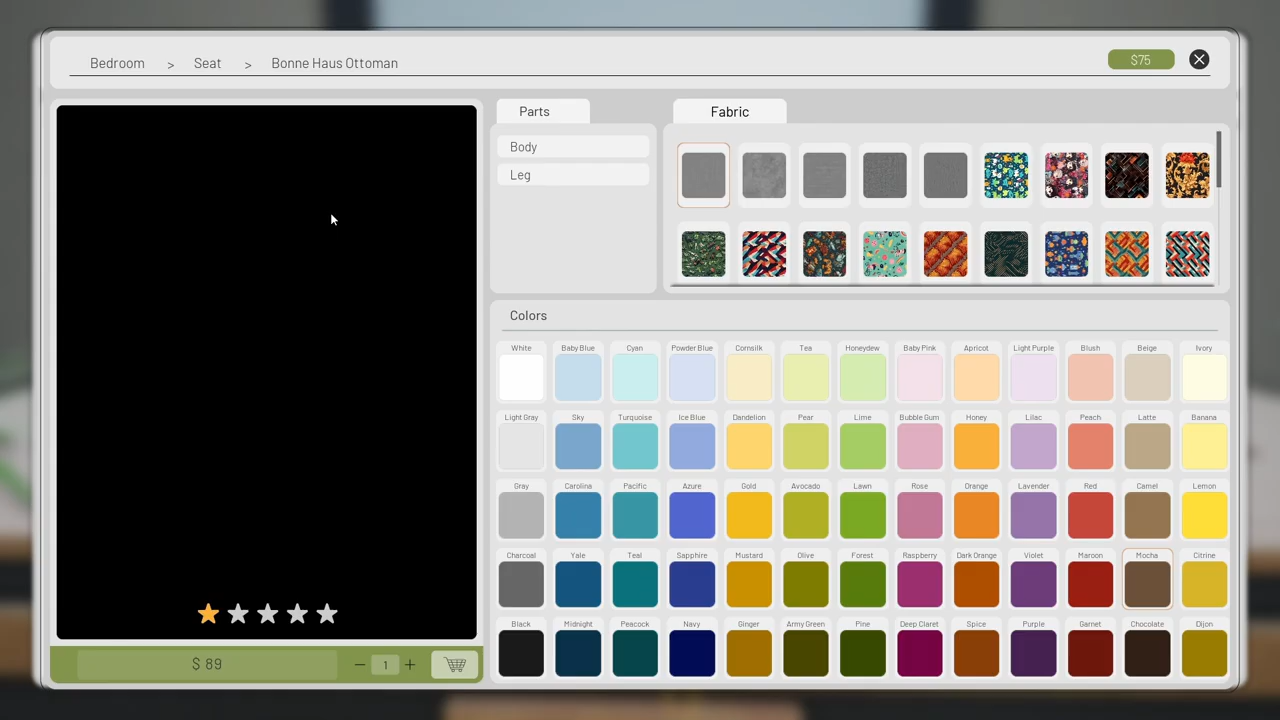 Bedroom > Seat > Bonne Haus Ottoman
$75
Parts
Fabric
Body
Leg
Colors
White Baby Blue Cyan Powder Blue Cornsilk Tea Honeydew Baby Pink Apricot Light Purple Blush Beige Ivory
Light Gray Sky Turquoise Ice Blue Dandelion Pear Lime Bubble Gum Honey Lilac Peach Latte Banana
Gray Carolina Pacific Azure Gold Avocado Lawn Rose Orange Lavender Red Camel Lemon
Charcoal Yale Teal Sapphire Mustard Olive Forest Raspberry Dark Orange Violet Maroon Mocha Citrine
Black Midnight Peacock Navy Ginger Army Green Pine Deep Claret Spice Purple Garnet Chocolate Dijon
$ 89
− 1 +